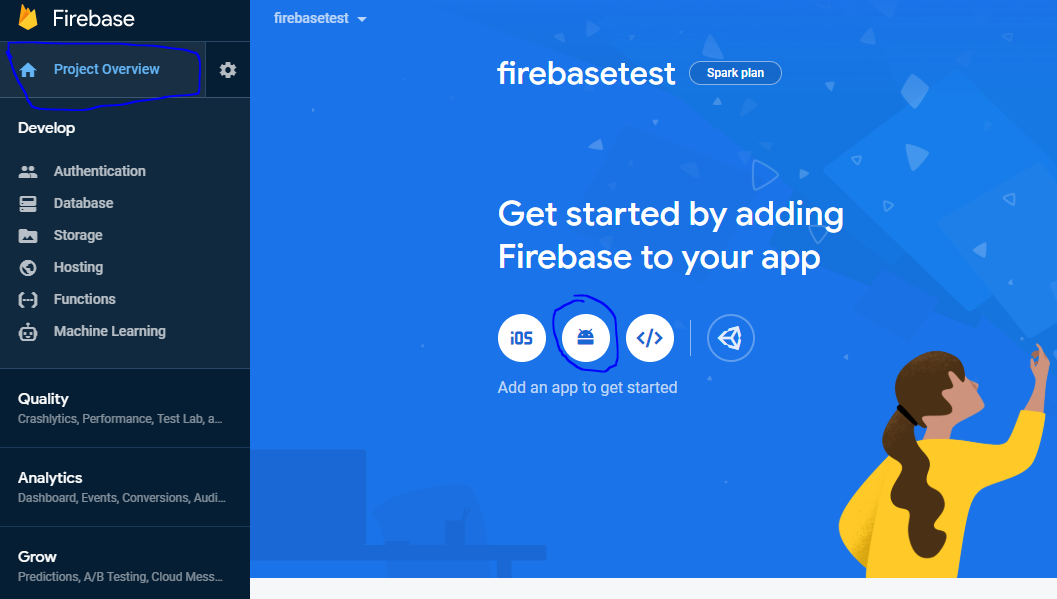 Firebase
Project Overview
Develop
Authentication
Database
Storage
Hosting
Functions
Machine Learning
Quality
Crashlytics, Performance, Test Lab, a...
Analytics
Dashboard, Events, Conversions, Audi...
Grow
Predictions, A/B Testing, Cloud Mess...
firebasetest
firebasetest Spark plan
Get started by adding
Firebase to your app
iOS </>
Add an app to get started